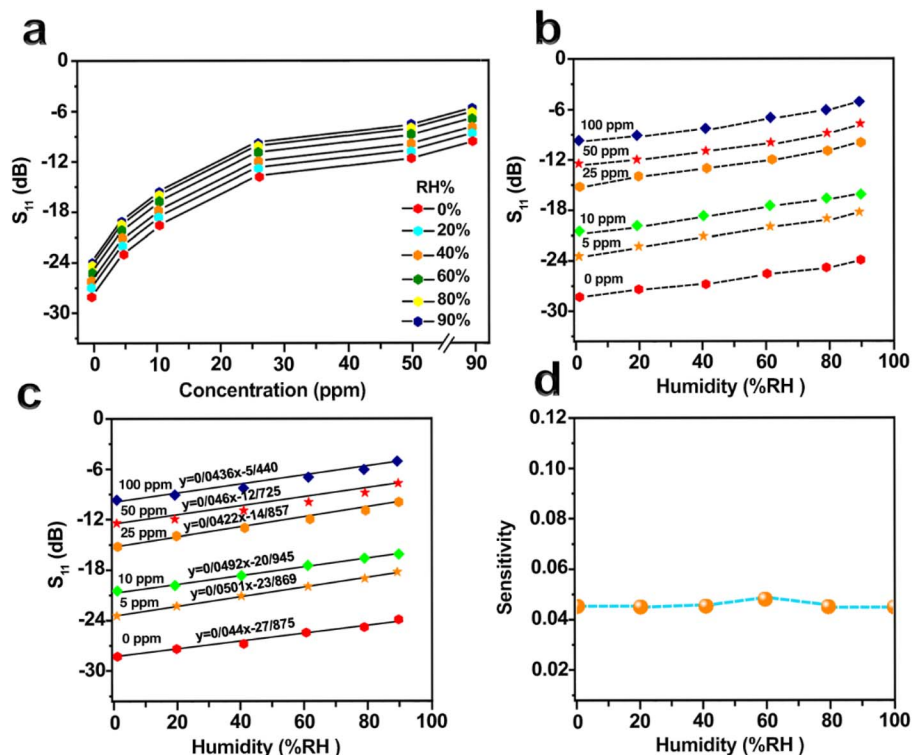 a
0
-6
-12
-18
-24
-30
S11 (dB)
RH%
0%
20%
40%
60%
80%
90%
0 10 20 30 40 50 90
Concentration (ppm)
b
0
-6
-12
-18
-24
-30
S11 (dB)
100 ppm
50 ppm
25 ppm
10 ppm
5 ppm
0 ppm
0 20 40 60 80 100
Humidity (%RH )
c
0
-6
-12
-18
-24
-30
S11 (dB)
100 ppm
y=0/0436x-5/440
50 ppm
y=0/046x-12/725
25 ppm
y=0/0422x-14/857
10 ppm
y=0/0492x-20/945
5 ppm
y=0/0501x-23/869
0 ppm
y=0/044x-27/875
0 20 40 60 80 100
Humidity (%RH )
d
0.12
0.10
0.08
0.06
0.04
0.02
Sensitivity
0 20 40 60 80 100
Humidity (%RH )